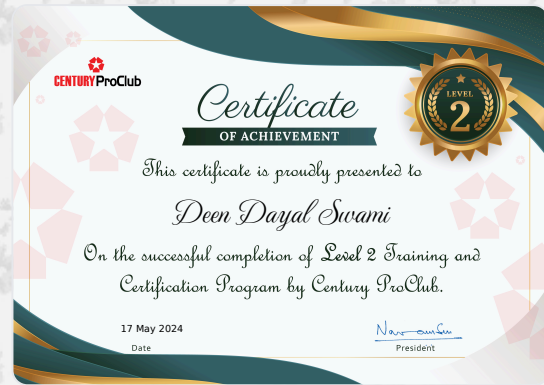 CENTURY ProClub
LEVEL
2
Certificate
OF ACHIEVEMENT
This certificate is proudly presented to
Deen Dayal Swami
On the successful completion of Level 2 Training and
Certification Program by Century ProClub.
17 May 2024
Date
President